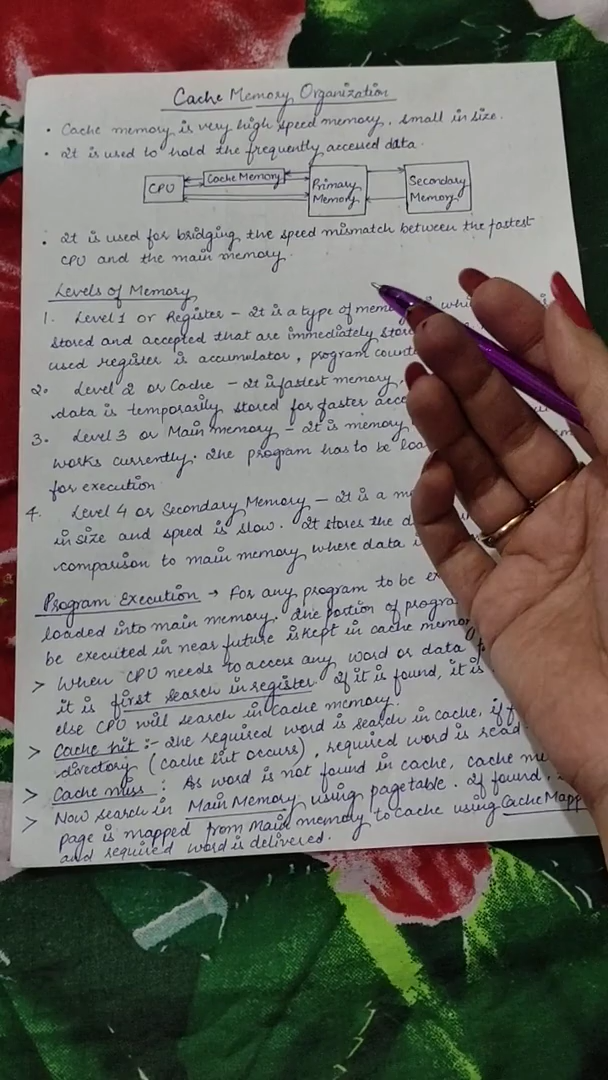 Cache Memory Organization
• Cache memory is very high speed memory, small in size.
• It is used to hold the frequently accessed data.
CPU
Cache Memory
Primary Memory
Secondary Memory
• It is used for bridging the speed mismatch between the fastest
CPU and the main memory.
Levels of Memory
1. Level 1 or Register – It is a type of
stored and accepted that are immediately
used register is accumulator, program
2. Level 2 or Cache – It is fastest memory,
data is temporarily stored for faster
3. Level 3 or Main memory – It is memory
works currently. The program has to be
for execution
4. Level 4 or Secondary Memory – It is a
in size and speed is slow. It stores the
comparison to main memory where data
Program Execution → For any program to be
loaded into main memory. The portion of
be executed in near future is kept in cache
> When CPU needs to access any word or data
it is first search in register. If it is found, it is
else CPU will search in cache memory.
> Cache hit :- The required word is search in cache, if
directory (cache hit occurs), required word is read
> Cache miss : As word is not found in cache, cache
> Now search in Main Memory using pagetable. If found,
page is mapped from main memory to cache using Cache
and required word is delivered.